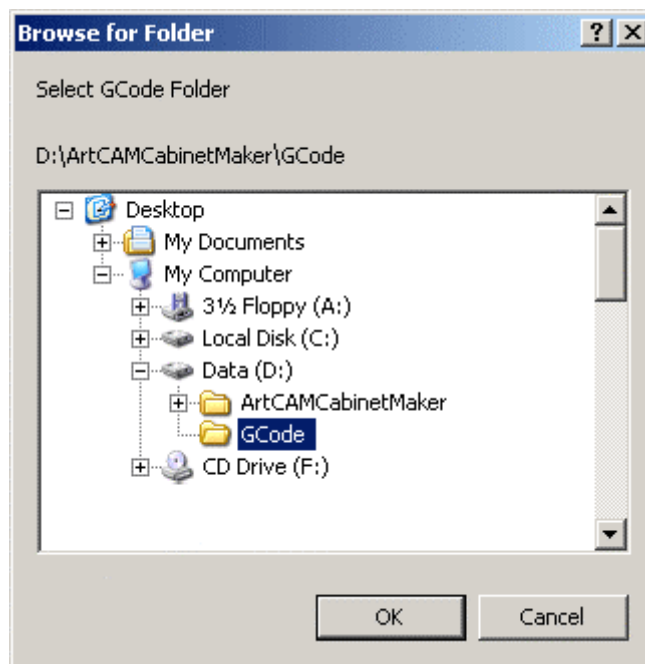 Browse for Folder
Select GCode Folder
D:\ArtCAMCabinetMaker\GCode
Desktop
My Documents
My Computer
3½ Floppy (A:)
Local Disk (C:)
Data (D:)
ArtCAMCabinetMaker
GCode
CD Drive (F:)
OK Cancel